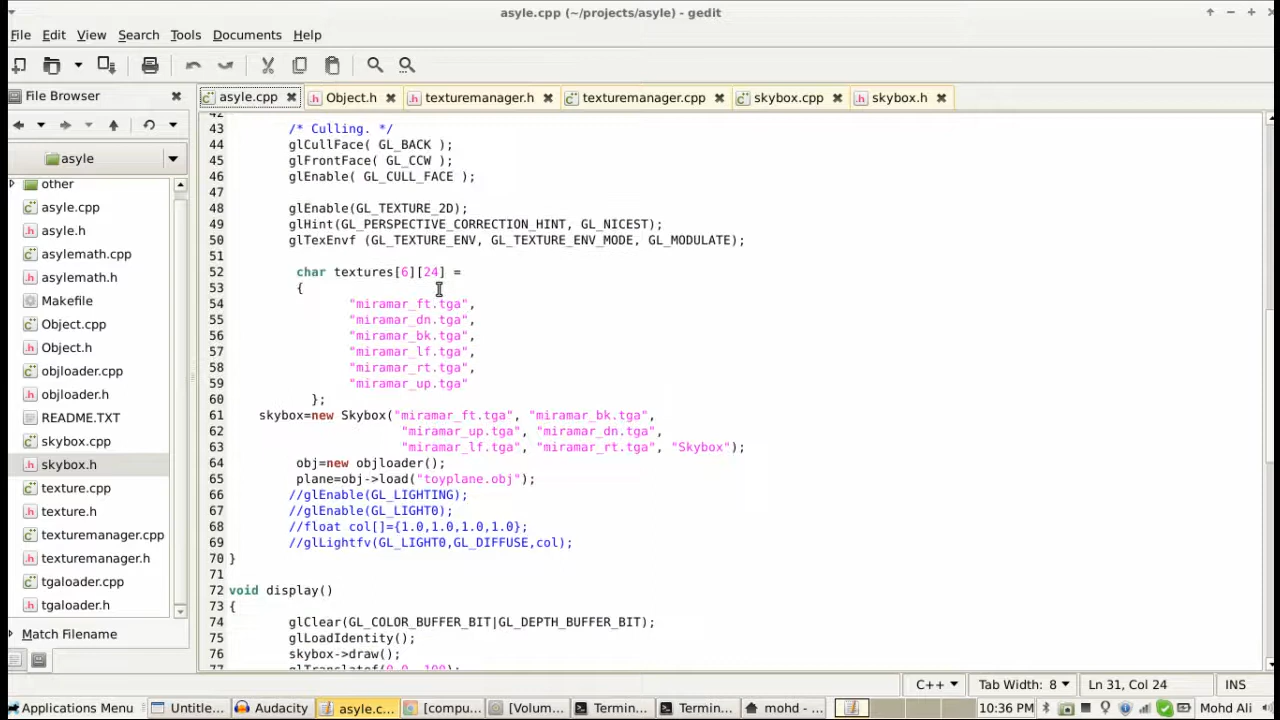 asyle.cpp (~/projects/asyle) - gedit
File Edit View Search Tools Documents Help
File Browser
asyle.cpp Object.h texturemanager.h texturemanager.cpp skybox.cpp skybox.h
asyle
other
asyle.cpp
asyle.h
asylemath.cpp
asylemath.h
Makefile
Object.cpp
Object.h
objloader.cpp
objloader.h
README.TXT
skybox.cpp
skybox.h
texture.cpp
texture.h
texturemanager.cpp
texturemanager.h
tgaloader.cpp
tgaloader.h
Match Filename
42
43 /* Culling. */
44 glCullFace( GL_BACK );
45 glFrontFace( GL_CCW );
46 glEnable( GL_CULL_FACE );
47
48 glEnable(GL_TEXTURE_2D);
49 glHint(GL_PERSPECTIVE_CORRECTION_HINT, GL_NICEST);
50 glTexEnvf (GL_TEXTURE_ENV, GL_TEXTURE_ENV_MODE, GL_MODULATE);
51
52 char textures[6][24] =
53 {
54 "miramar_ft.tga",
55 "miramar_dn.tga",
56 "miramar_bk.tga",
57 "miramar_lf.tga",
58 "miramar_rt.tga",
59 "miramar_up.tga"
60 };
61 skybox=new Skybox("miramar_ft.tga", "miramar_bk.tga",
62 "miramar_up.tga", "miramar_dn.tga",
63 "miramar_lf.tga", "miramar_rt.tga", "Skybox");
64 obj=new objloader();
65 plane=obj->load("toyplane.obj");
66 //glEnable(GL_LIGHTING);
67 //glEnable(GL_LIGHT0);
68 //float col[]={1.0,1.0,1.0,1.0};
69 //glLightfv(GL_LIGHT0,GL_DIFFUSE,col);
70 }
71
72 void display()
73 {
74 glClear(GL_COLOR_BUFFER_BIT|GL_DEPTH_BUFFER_BIT);
75 glLoadIdentity();
76 skybox->draw();
77
C++ Tab Width: 8 Ln 31, Col 24 INS
Applications Menu Untitle... Audacity asyle.c... [compu... [Volum... Termin... Termin... mohd - ... 10:36 PM Mohd Ali